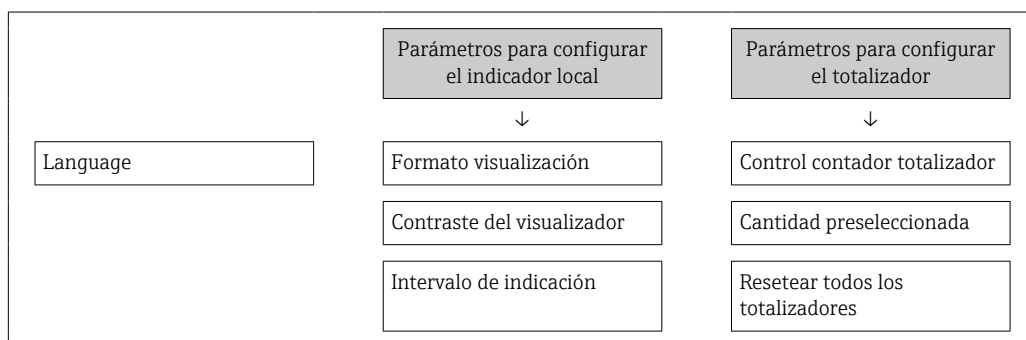 Parámetros para configurar
el indicador local
Parámetros para configurar
el totalizador
↓
↓
Language
Formato visualización
Control contador totalizador
Contraste del visualizador
Cantidad preseleccionada
Intervalo de indicación
Resetear todos los
totalizadores